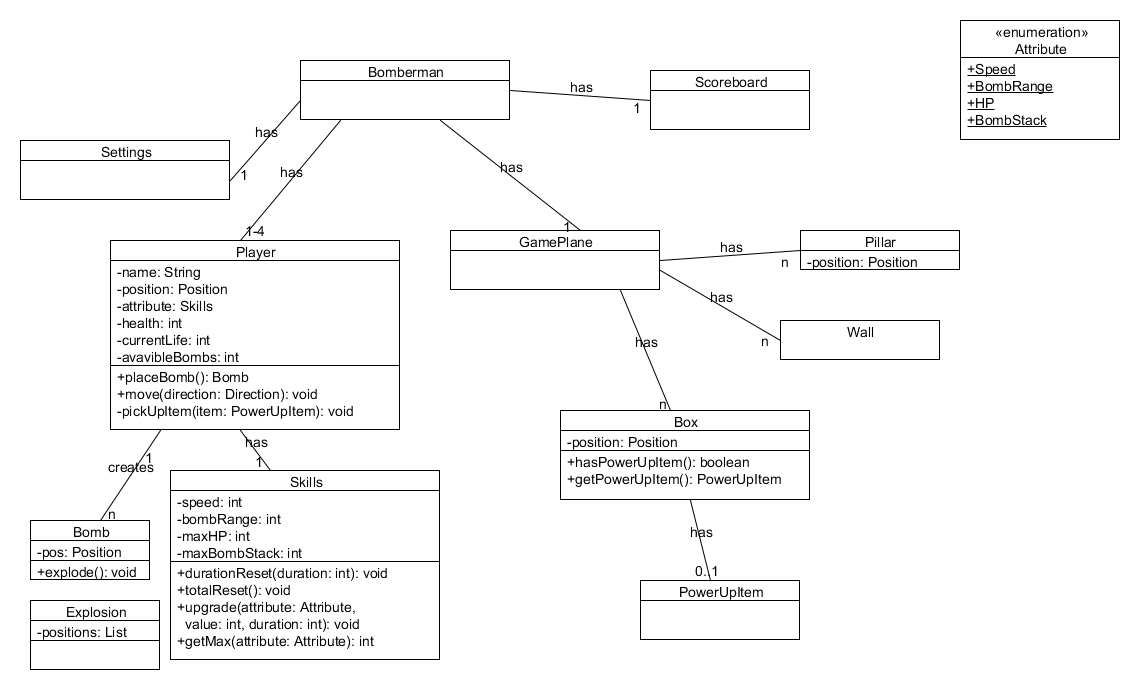 «enumeration»
Attribute
+Speed
+BombRange
+HP
+BombStack
Bomberman
has
Scoreboard
1
has
Settings
1
has
1-4
has
1
Player
-name: String
-position: Position
-attribute: Skills
-health: int
-currentLife: int
-avavibleBombs: int
+placeBomb(): Bomb
+move(direction: Direction): void
-pickUpItem(item: PowerUpItem): void
GamePlane
has
n
Pillar
-position: Position
has
n
Wall
has
n
Box
-position: Position
+hasPowerUpItem(): boolean
+getPowerUpItem(): PowerUpItem
has
0..1
PowerUpItem
1
creates
n
has
1
Skills
-speed: int
-bombRange: int
-maxHP: int
-maxBombStack: int
+durationReset(duration: int): void
+totalReset(): void
+upgrade(attribute: Attribute,
value: int, duration: int): void
+getMax(attribute: Attribute): int
Bomb
-pos: Position
+explode(): void
Explosion
-positions: List